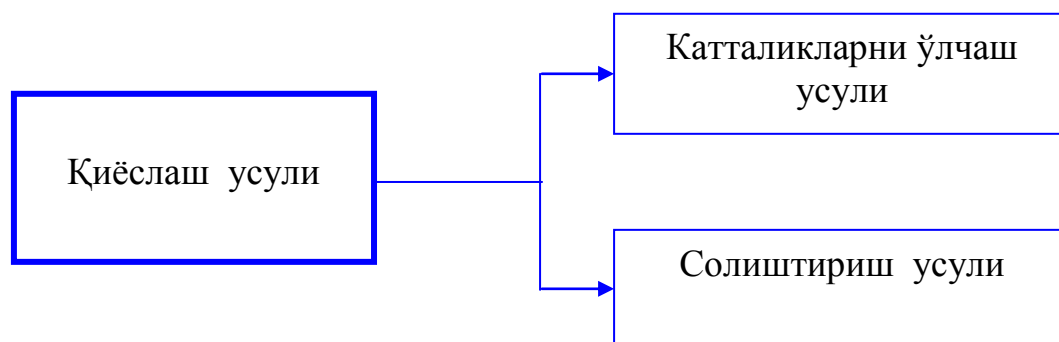 Қиёслаш усули
Катталикларни ўлчаш
усули
Солиштириш усули